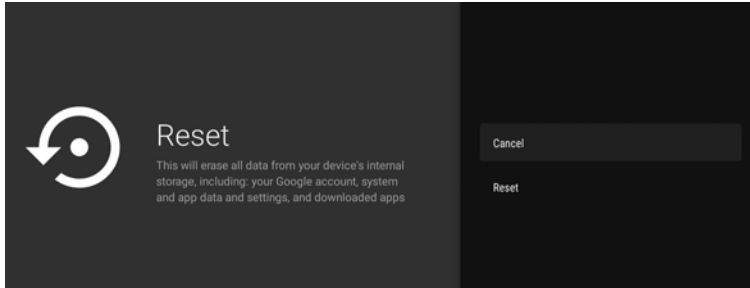 Reset
This will erase all data from your device's internal
storage, including: your Google account, system
and app data and settings, and downloaded apps
Cancel
Reset